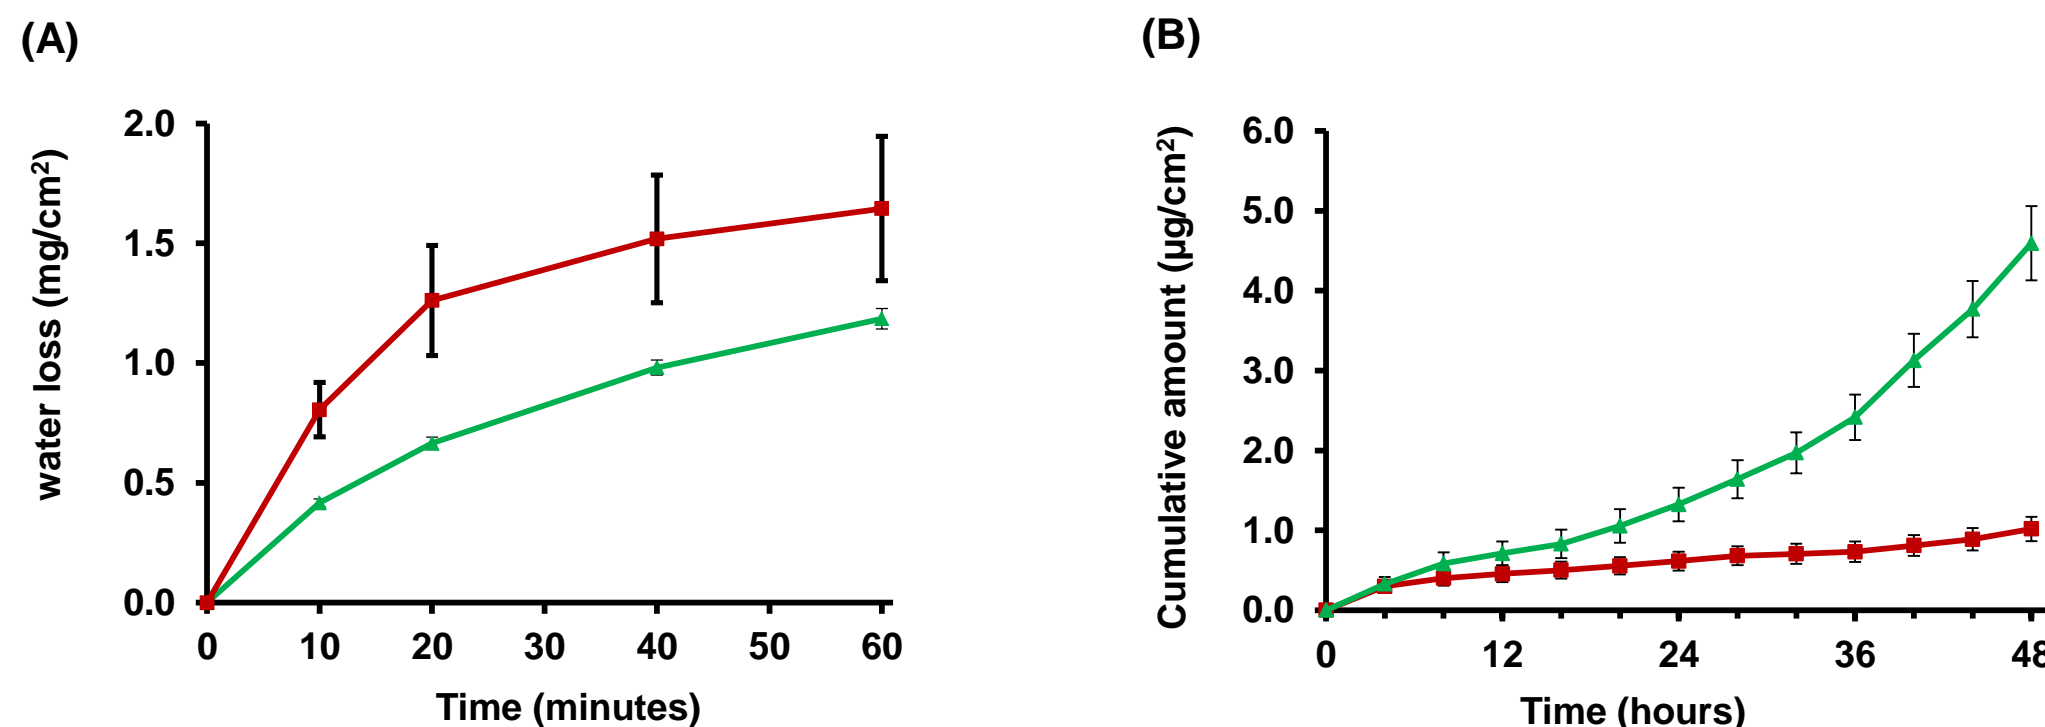 (A)
water loss (mg/cm²)
2.0
1.5
1.0
0.5
0.0
0 10 20 30 40 50 60
Time (minutes)
(B)
Cumulative amount (µg/cm²)
6.0
5.0
4.0
3.0
2.0
1.0
0.0
0 12 24 36 48
Time (hours)